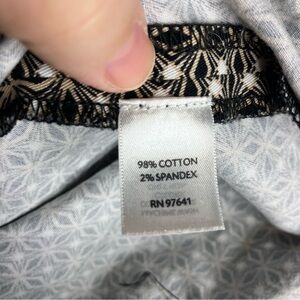 98% COTTON
2% SPANDEX
RN 97641